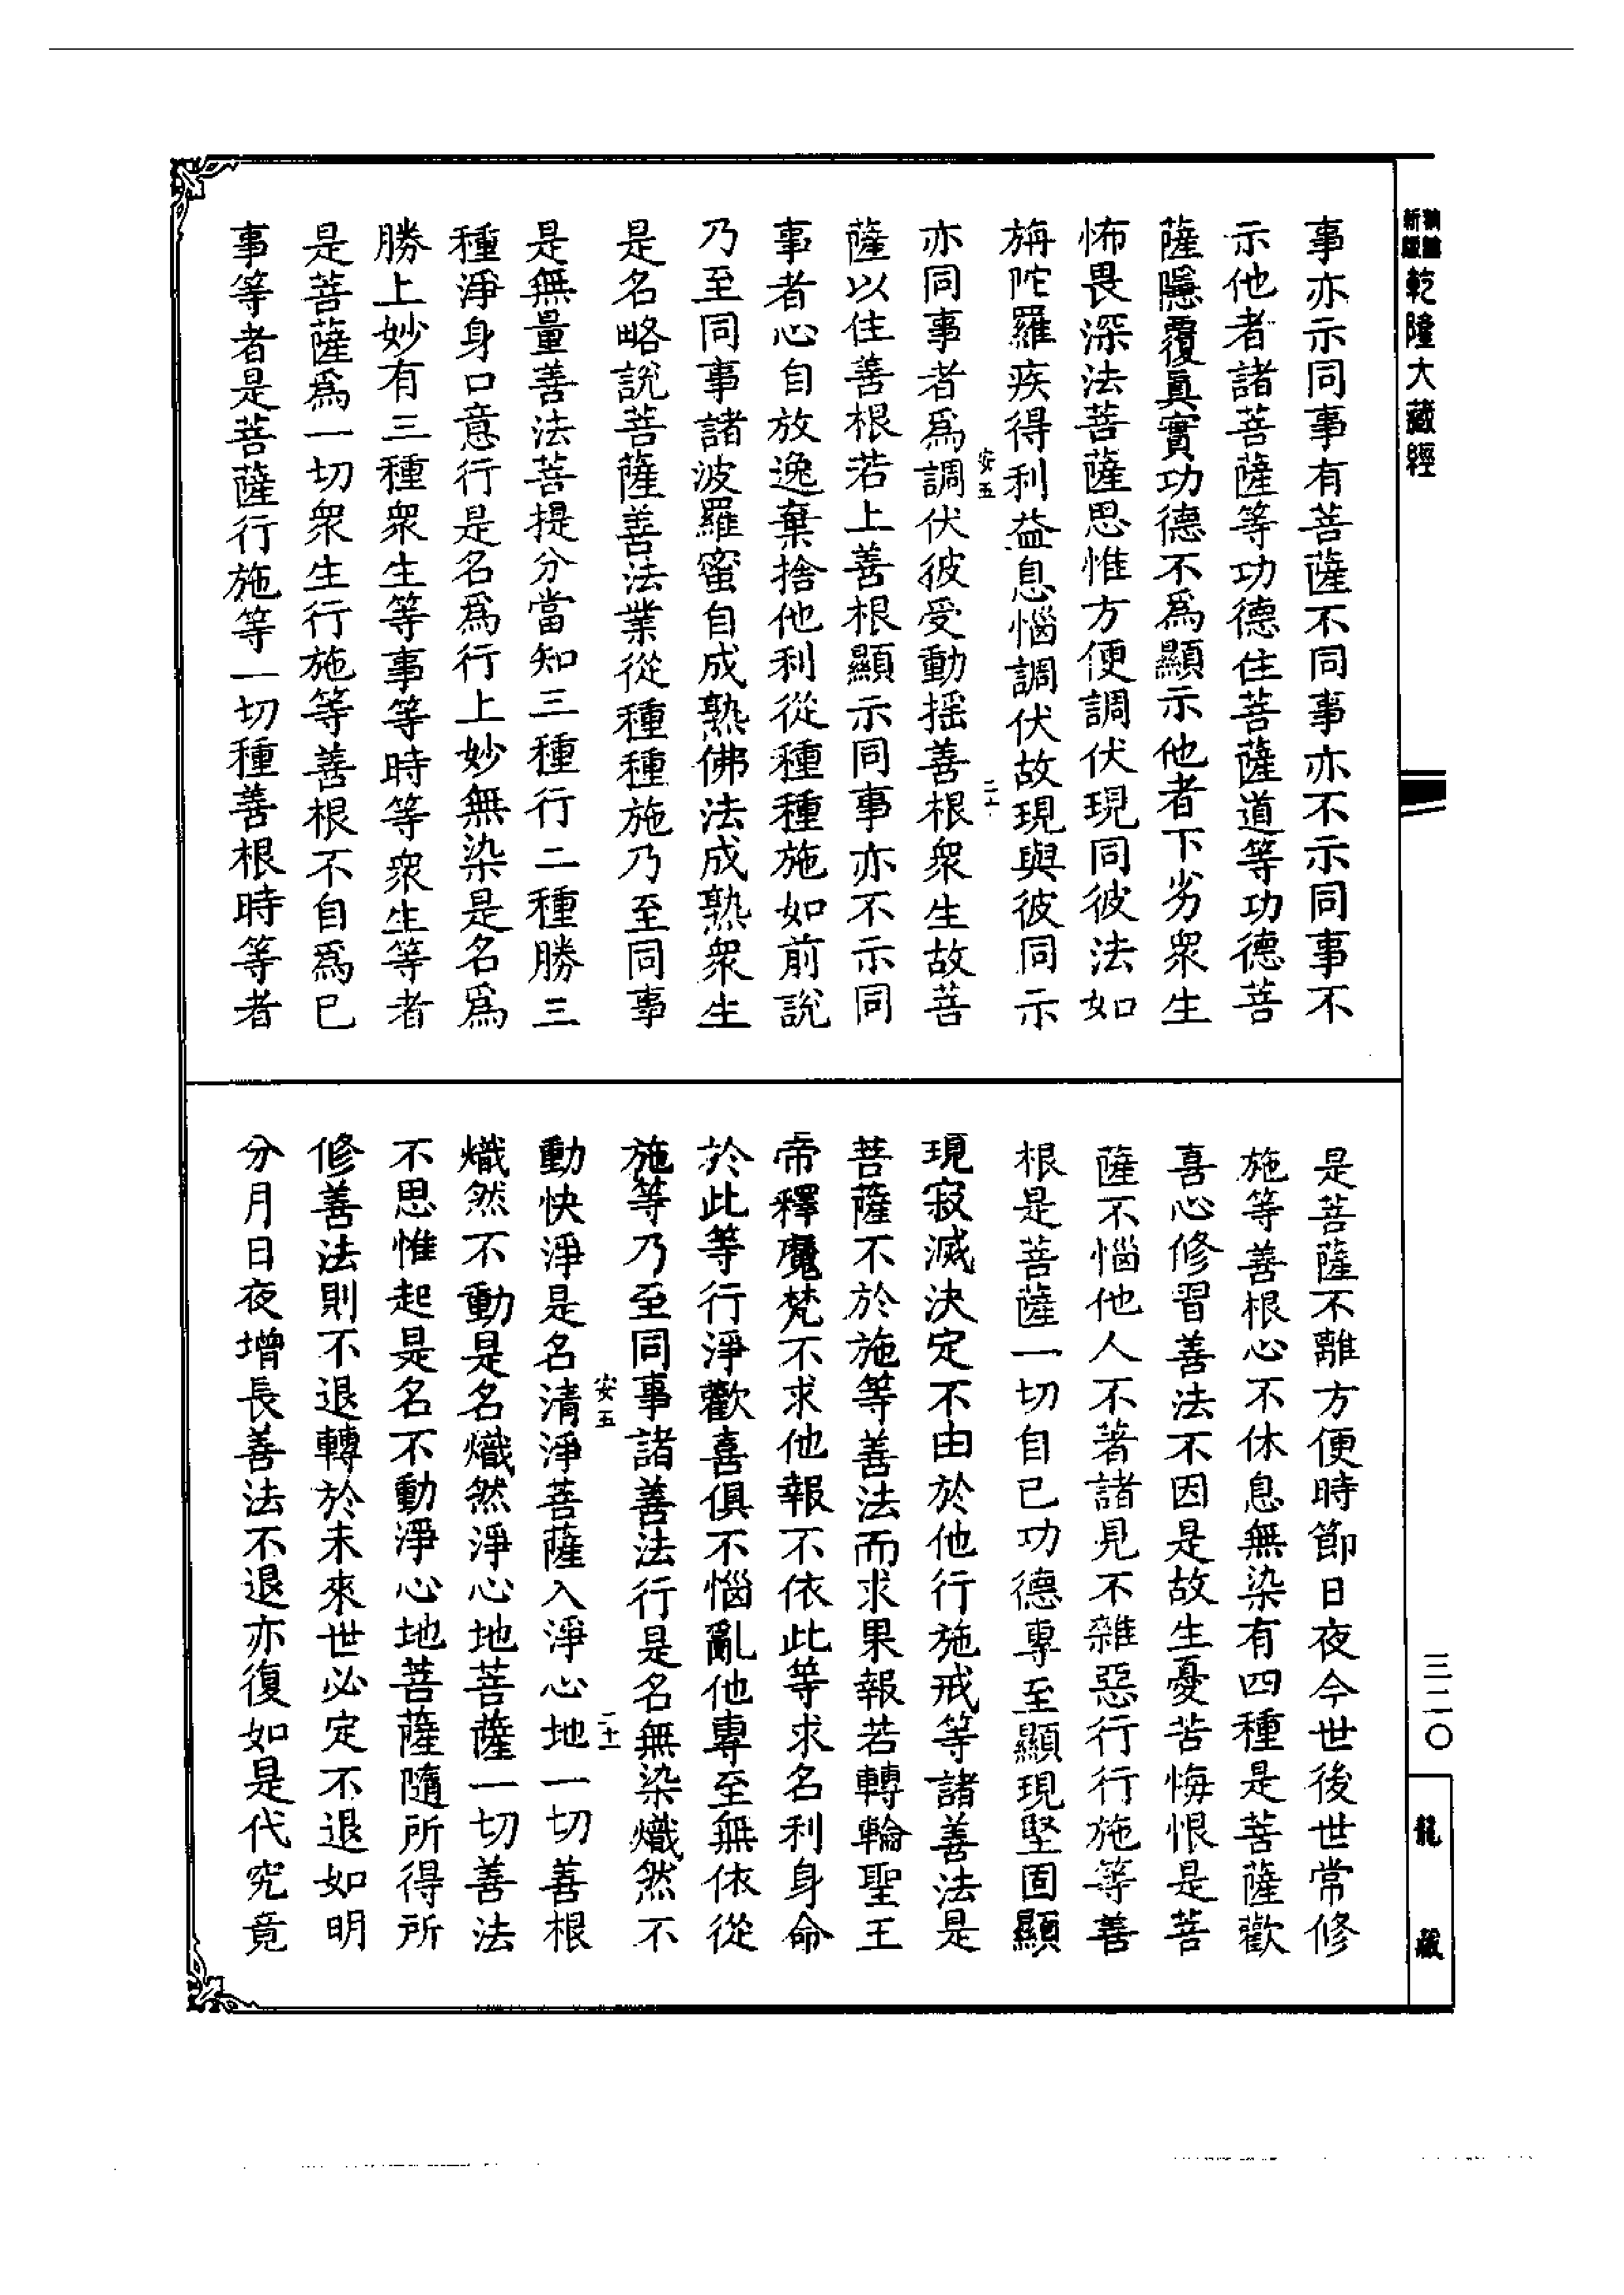 新編縮版
乾隆大藏經
事亦示同事有菩薩不同事亦不示同事不
示他者諸菩薩等功德住菩薩道等功德菩
薩隱覆真實功德不為顯示他者下劣眾生
怖畏深法菩薩思惟方便調伏現同彼法如
旃陀羅疾得利益息惱調伏故現與彼同示
安五
二十
亦同事者為調伏彼受動搖善根眾生故菩
薩以住善根若上善根顯示同事亦不示同
事者心自放逸棄捨他利從種種施如前說
乃至同事諸波羅蜜自成熟佛法成熟眾生
是名略說菩薩善法業從種種施乃至同事
是無量善法菩提分當知三種行二種勝三
種淨身口意行是名為行上妙無染是名為
勝上妙有三種眾生等事等時等眾生等者
是菩薩為一切眾生行施等善根不自為已
事等者是菩薩行施等一切種善根時等者
是菩薩不離方便時節日夜今世後世常修
施等善根心不休息無染有四種是菩薩歡
喜心修習善法不因是故生憂苦悔恨是菩
薩不惱他人不著諸見不雜惡行行施等善
根是菩薩一切自已功德專至顯現堅固顯
現寂滅決定不由於他行施戒等諸善法是
菩薩不於施等善法而求果報若轉輪聖王
帝釋魔梵不求他報不依此等求名利身命
於此等行淨歡喜俱不惱亂他專至無依從
施等乃至同事諸善法行是名無染熾然不
安五
二十一
動快淨是名清淨菩薩入淨心地一切善根
熾然不動是名熾然淨心地菩薩一切善法
不思惟起是名不動淨心地菩薩隨所得所
修善法則不退轉於未來世必定不退如明
分月日夜增長善法不退亦復如是代究竟
三二〇
龍藏